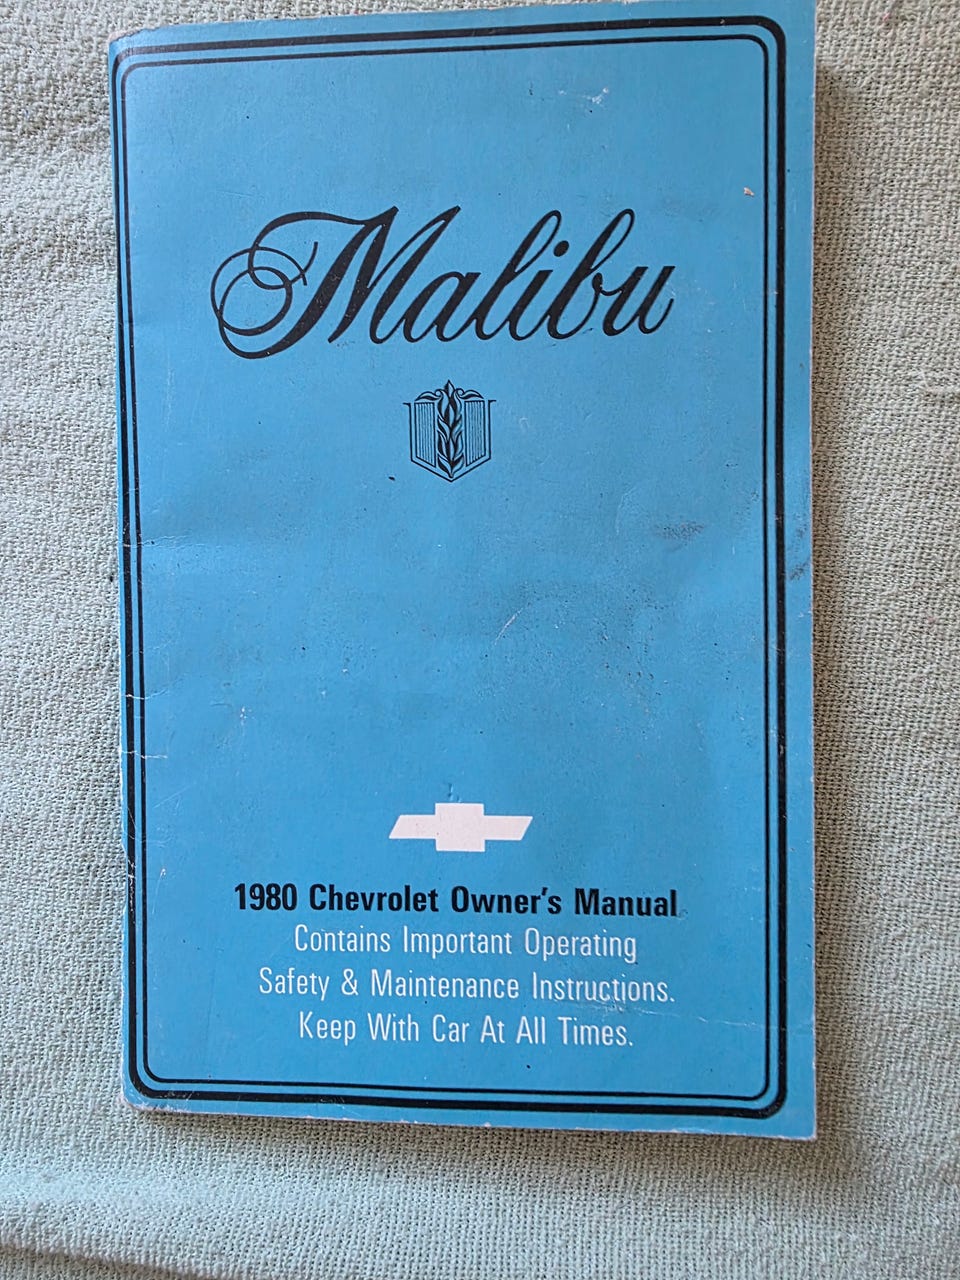 Malibu
1980 Chevrolet Owner's Manual
Contains Important Operating
Safety & Maintenance Instructions.
Keep With Car At All Times.